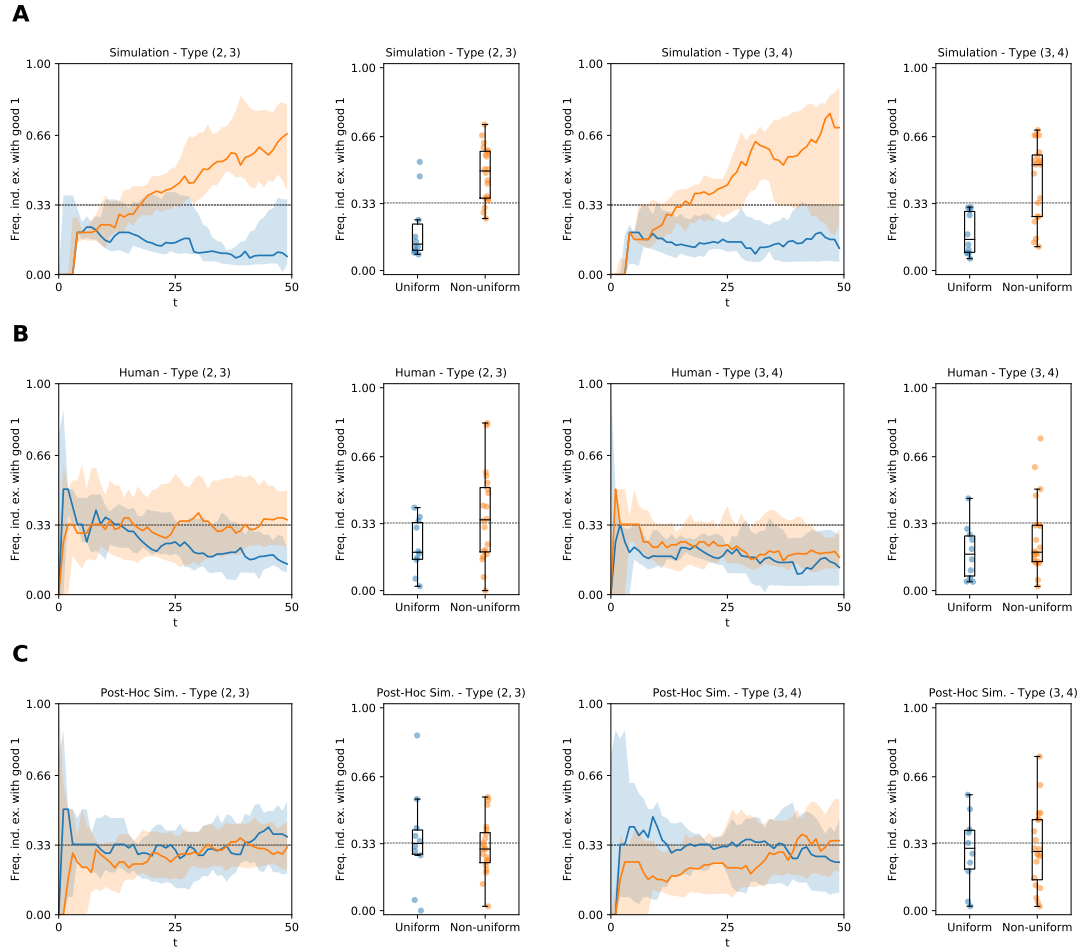 A
Simulation - Type (2, 3)
Simulation - Type (2, 3)
Simulation - Type (3, 4)
Simulation - Type (3, 4)
Freq. ind. ex. with good 1
1.00
0.66
0.33
0.00
0
25
50
t
Freq. ind. ex. with good 1
1.00
0.66
0.33
0.00
Uniform
Non-uniform
Freq. ind. ex. with good 1
1.00
0.66
0.33
0.00
0
25
50
t
Freq. ind. ex. with good 1
1.00
0.66
0.33
0.00
Uniform
Non-uniform
B
Human - Type (2, 3)
Human - Type (2, 3)
Human - Type (3, 4)
Human - Type (3, 4)
Freq. ind. ex. with good 1
1.00
0.66
0.33
0.00
0
25
50
t
Freq. ind. ex. with good 1
1.00
0.66
0.33
0.00
Uniform
Non-uniform
Freq. ind. ex. with good 1
1.00
0.66
0.33
0.00
0
25
50
t
Freq. ind. ex. with good 1
1.00
0.66
0.33
0.00
Uniform
Non-uniform
C
Post-Hoc Sim. - Type (2, 3)
Post-Hoc Sim. - Type (2, 3)
Post-Hoc Sim. - Type (3, 4)
Post-Hoc Sim. - Type (3, 4)
Freq. ind. ex. with good 1
1.00
0.66
0.33
0.00
0
25
50
t
Freq. ind. ex. with good 1
1.00
0.66
0.33
0.00
Uniform
Non-uniform
Freq. ind. ex. with good 1
1.00
0.66
0.33
0.00
0
25
50
t
Freq. ind. ex. with good 1
1.00
0.66
0.33
0.00
Uniform
Non-uniform